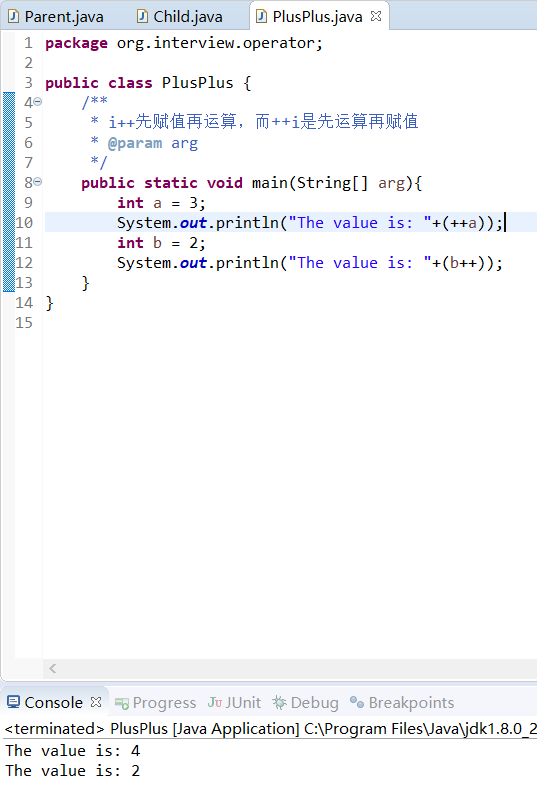 Parent.java Child.java PlusPlus.java
1 package org.interview.operator;
2
3 public class PlusPlus {
4 /**
5 * i++先赋值再运算，而++i是先运算再赋值
6 * @param arg
7 */
8 public static void main(String[] arg){
9 int a = 3;
10 System.out.println("The value is: "+(++a));
11 int b = 2;
12 System.out.println("The value is: "+(b++));
13 }
14 }
15
Console Progress JUnit Debug Breakpoints
<terminated> PlusPlus [Java Application] C:\Program Files\Java\jdk1.8.0_2
The value is: 4
The value is: 2